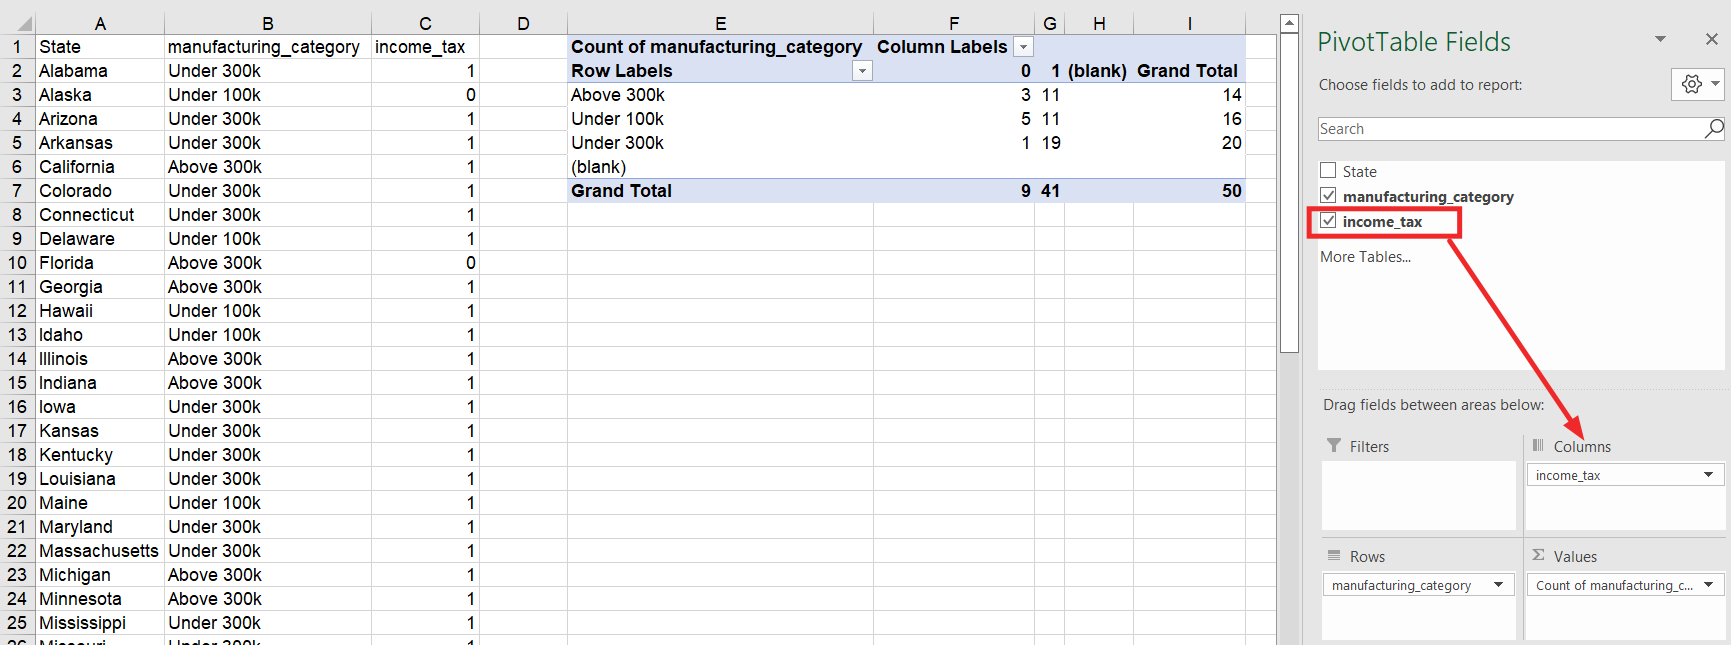 A B C D E F G H I
1 State manufacturing_category income_tax Count of manufacturing_category Column Labels
2 Alabama Under 300k 1 Row Labels 0 1 (blank) Grand Total
3 Alaska Under 100k 0 Above 300k 3 11 14
4 Arizona Under 300k 1 Under 100k 5 11 16
5 Arkansas Under 300k 1 Under 300k 1 19 20
6 California Above 300k 1 (blank)
7 Colorado Under 300k 1 Grand Total 9 41 50
8 Connecticut Under 300k 1
9 Delaware Under 100k 1
10 Florida Above 300k 0
11 Georgia Above 300k 1
12 Hawaii Under 100k 1
13 Idaho Under 100k 1
14 Illinois Above 300k 1
15 Indiana Above 300k 1
16 Iowa Under 300k 1
17 Kansas Under 300k 1
18 Kentucky Under 300k 1
19 Louisiana Under 300k 1
20 Maine Under 100k 1
21 Maryland Under 300k 1
22 Massachusetts Under 300k 1
23 Michigan Above 300k 1
24 Minnesota Above 300k 1
25 Mississippi Under 300k 1
26 Missouri Under 300k 1
PivotTable Fields
Choose fields to add to report:
Search
State
manufacturing_category
income_tax
More Tables...
Drag fields between areas below:
Filters
Columns
income_tax
Rows
manufacturing_category
Σ Values
Count of manufacturing_c...